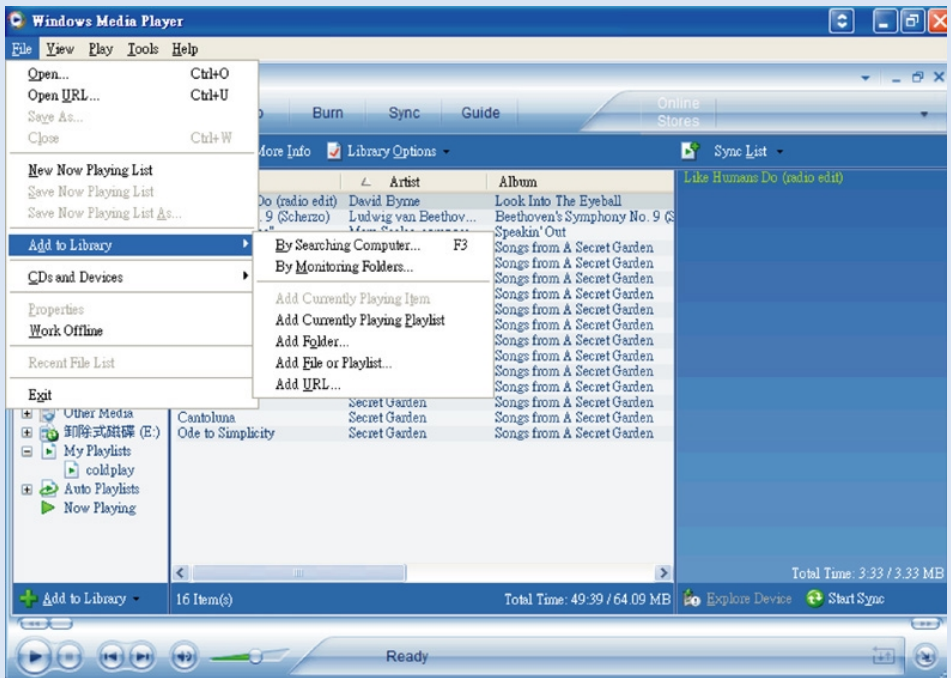 Windows Media Player
File View Play Tools Help
Open... Ctrl+O
Open URL... Ctrl+U
Save As...
Close Ctrl+W
New Now Playing List
Save Now Playing List
Save Now Playing List As...
Add to Library
CDs and Devices
Properties
Work Offline
Recent File List
Exit
By Searching Computer... F3
By Monitoring Folders...
Add Currently Playing Item
Add Currently Playing Playlist
Add Folder...
Add File or Playlist...
Add URL...
Burn Sync Guide
Online
Stores
More Info Library Options Sync List
Artist Album
Do (radio edit) David Byrne Look Into The Eyeball
. 9 (Scherzo) Ludwig van Beethov... Beethoven's Symphony No. 9 (S
Speakin' Out
Songs from A Secret Garden
Songs from A Secret Garden
Songs from A Secret Garden
Songs from A Secret Garden
Songs from A Secret Garden
Songs from A Secret Garden
Songs from A Secret Garden
Songs from A Secret Garden
Songs from A Secret Garden
Songs from A Secret Garden
Secret Garden Songs from A Secret Garden
Cantoluna Secret Garden Songs from A Secret Garden
Ode to Simplicity Secret Garden Songs from A Secret Garden
Like Humans Do (radio edit)
Other Media
卸除式磁碟 (E:)
My Playlists
coldplay
Auto Playlists
Now Playing
Total Time: 3:33 / 3.33 MB
Add to Library 16 Item(s) Total Time: 49:39 / 64.09 MB Explore Device Start Sync
Ready